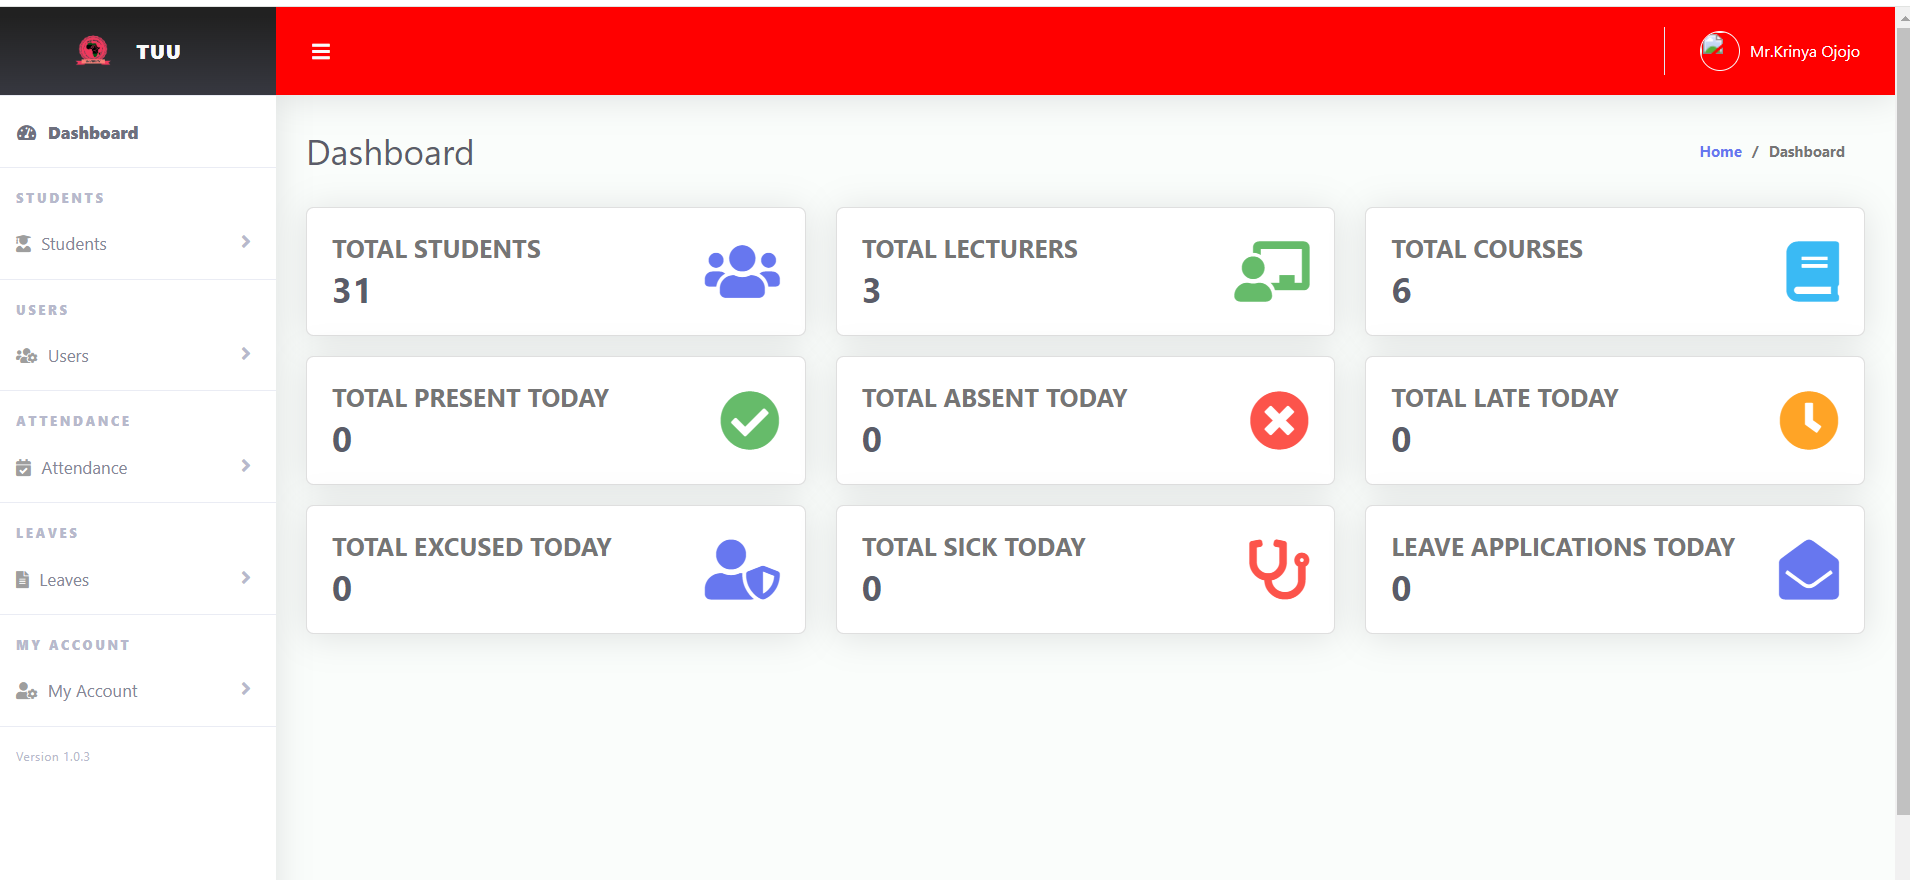 TUU
Mr.Krinya Ojojo
Dashboard
STUDENTS
Students
USERS
Users
ATTENDANCE
Attendance
LEAVES
Leaves
MY ACCOUNT
My Account
Version 1.0.3
Dashboard
Home / Dashboard
TOTAL STUDENTS
31
TOTAL LECTURERS
3
TOTAL COURSES
6
TOTAL PRESENT TODAY
0
TOTAL ABSENT TODAY
0
TOTAL LATE TODAY
0
TOTAL EXCUSED TODAY
0
TOTAL SICK TODAY
0
LEAVE APPLICATIONS TODAY
0